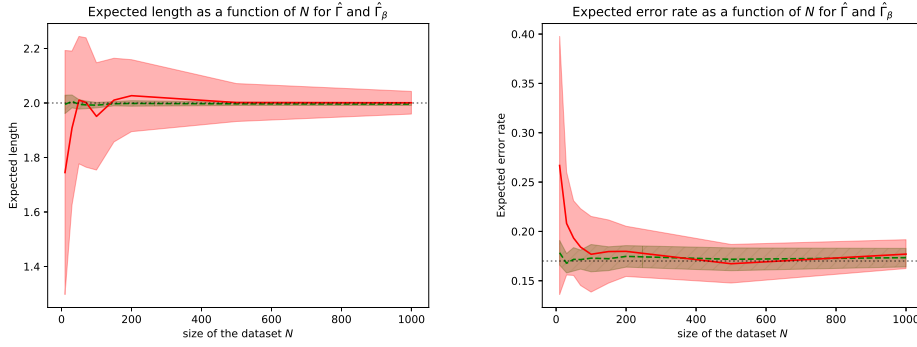 Expected length as a function of N for Γ̂ and Γ̂_β
Expected length
2.2
2.0
1.8
1.6
1.4
0 200 400 600 800 1000
size of the dataset N
Expected error rate as a function of N for Γ̂ and Γ̂_β
Expected error rate
0.40
0.35
0.30
0.25
0.20
0.15
0 200 400 600 800 1000
size of the dataset N